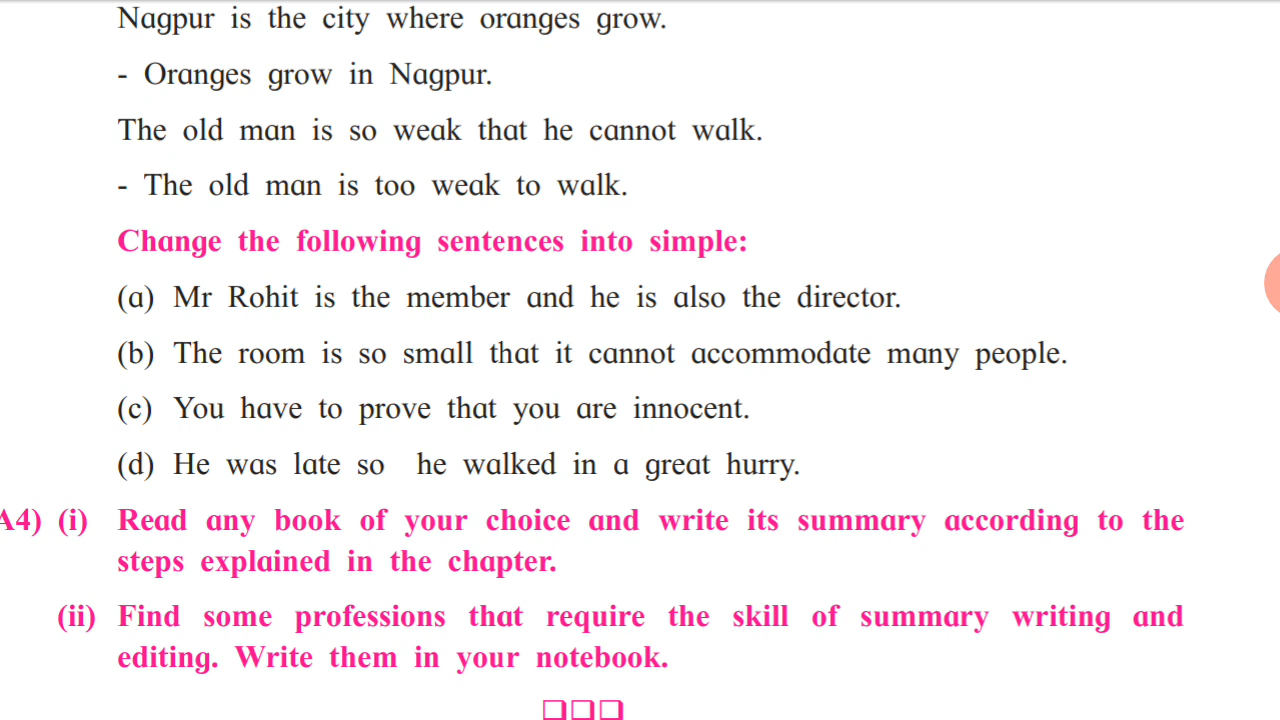 Nagpur is the city where oranges grow.
- Oranges grow in Nagpur.
The old man is so weak that he cannot walk.
- The old man is too weak to walk.
Change the following sentences into simple:
(a) Mr Rohit is the member and he is also the director.
(b) The room is so small that it cannot accommodate many people.
(c) You have to prove that you are innocent.
(d) He was late so he walked in a great hurry.
A4) (i) Read any book of your choice and write its summary according to the
steps explained in the chapter.
(ii) Find some professions that require the skill of summary writing and
editing. Write them in your notebook.